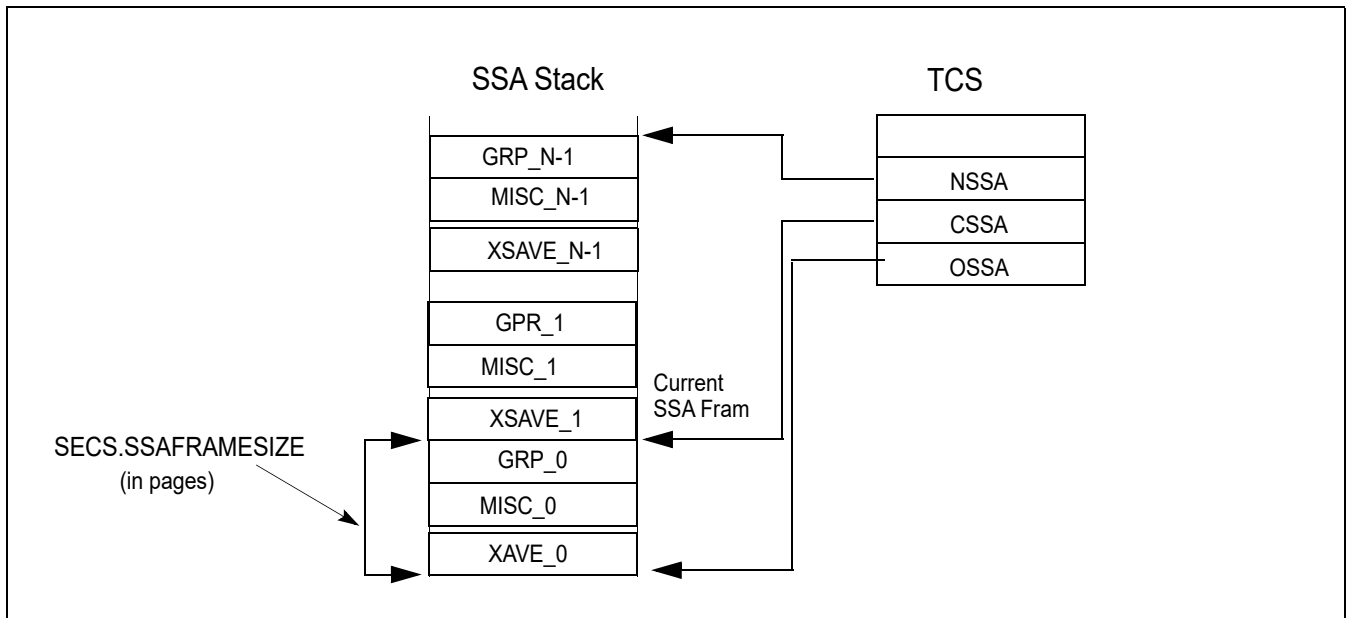 SSA Stack
TCS
GRP_N-1
MISC_N-1
XSAVE_N-1
GPR_1
MISC_1
XSAVE_1
GRP_0
MISC_0
XAVE_0
NSSA
CSSA
OSSA
Current
SSA Fram
SECS.SSAFRAMESIZE
(in pages)